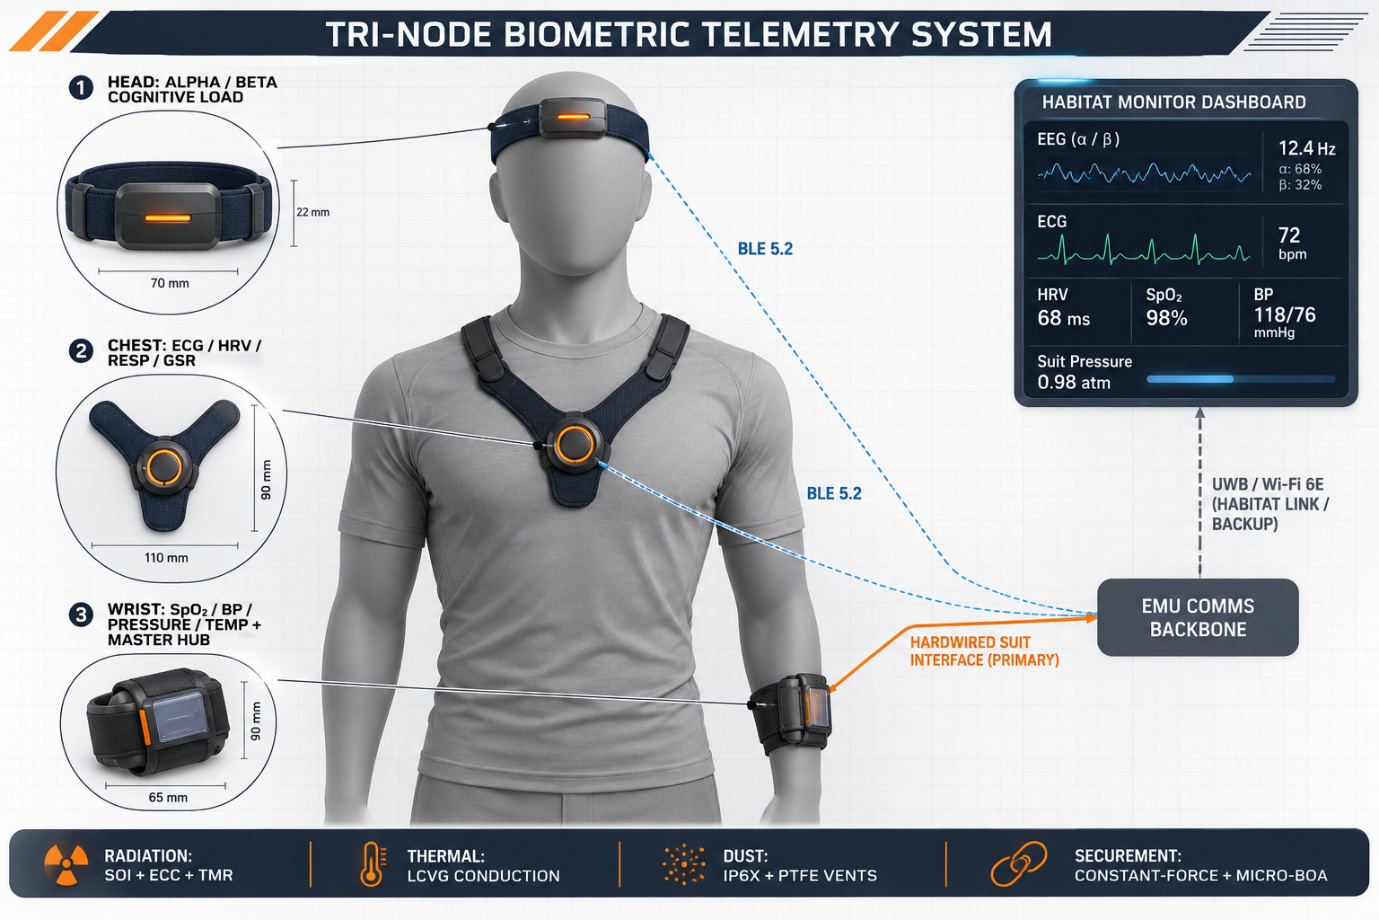 TRI-NODE BIOMETRIC TELEMETRY SYSTEM
1
HEAD: ALPHA / BETA
COGNITIVE LOAD
22 mm
70 mm
2
CHEST: ECG / HRV /
RESP / GSR
90 mm
110 mm
3
WRIST: SpO₂ / BP /
PRESSURE / TEMP +
MASTER HUB
90 mm
65 mm
BLE 5.2
BLE 5.2
HARDWIRED SUIT
INTERFACE (PRIMARY)
HABITAT MONITOR DASHBOARD
EEG (α / β)
12.4 Hz
α: 68%
β: 32%
ECG
72
bpm
HRV
68 ms
SpO₂
98%
BP
118/76
mmHg
Suit Pressure
0.98 atm
UWB / Wi-Fi 6E
(HABITAT LINK /
BACKUP)
EMU COMMS
BACKBONE
RADIATION:
SOI + ECC + TMR
THERMAL:
LCVG CONDUCTION
DUST:
IP6X + PTFE VENTS
SECUREMENT:
CONSTANT-FORCE + MICRO-BOA